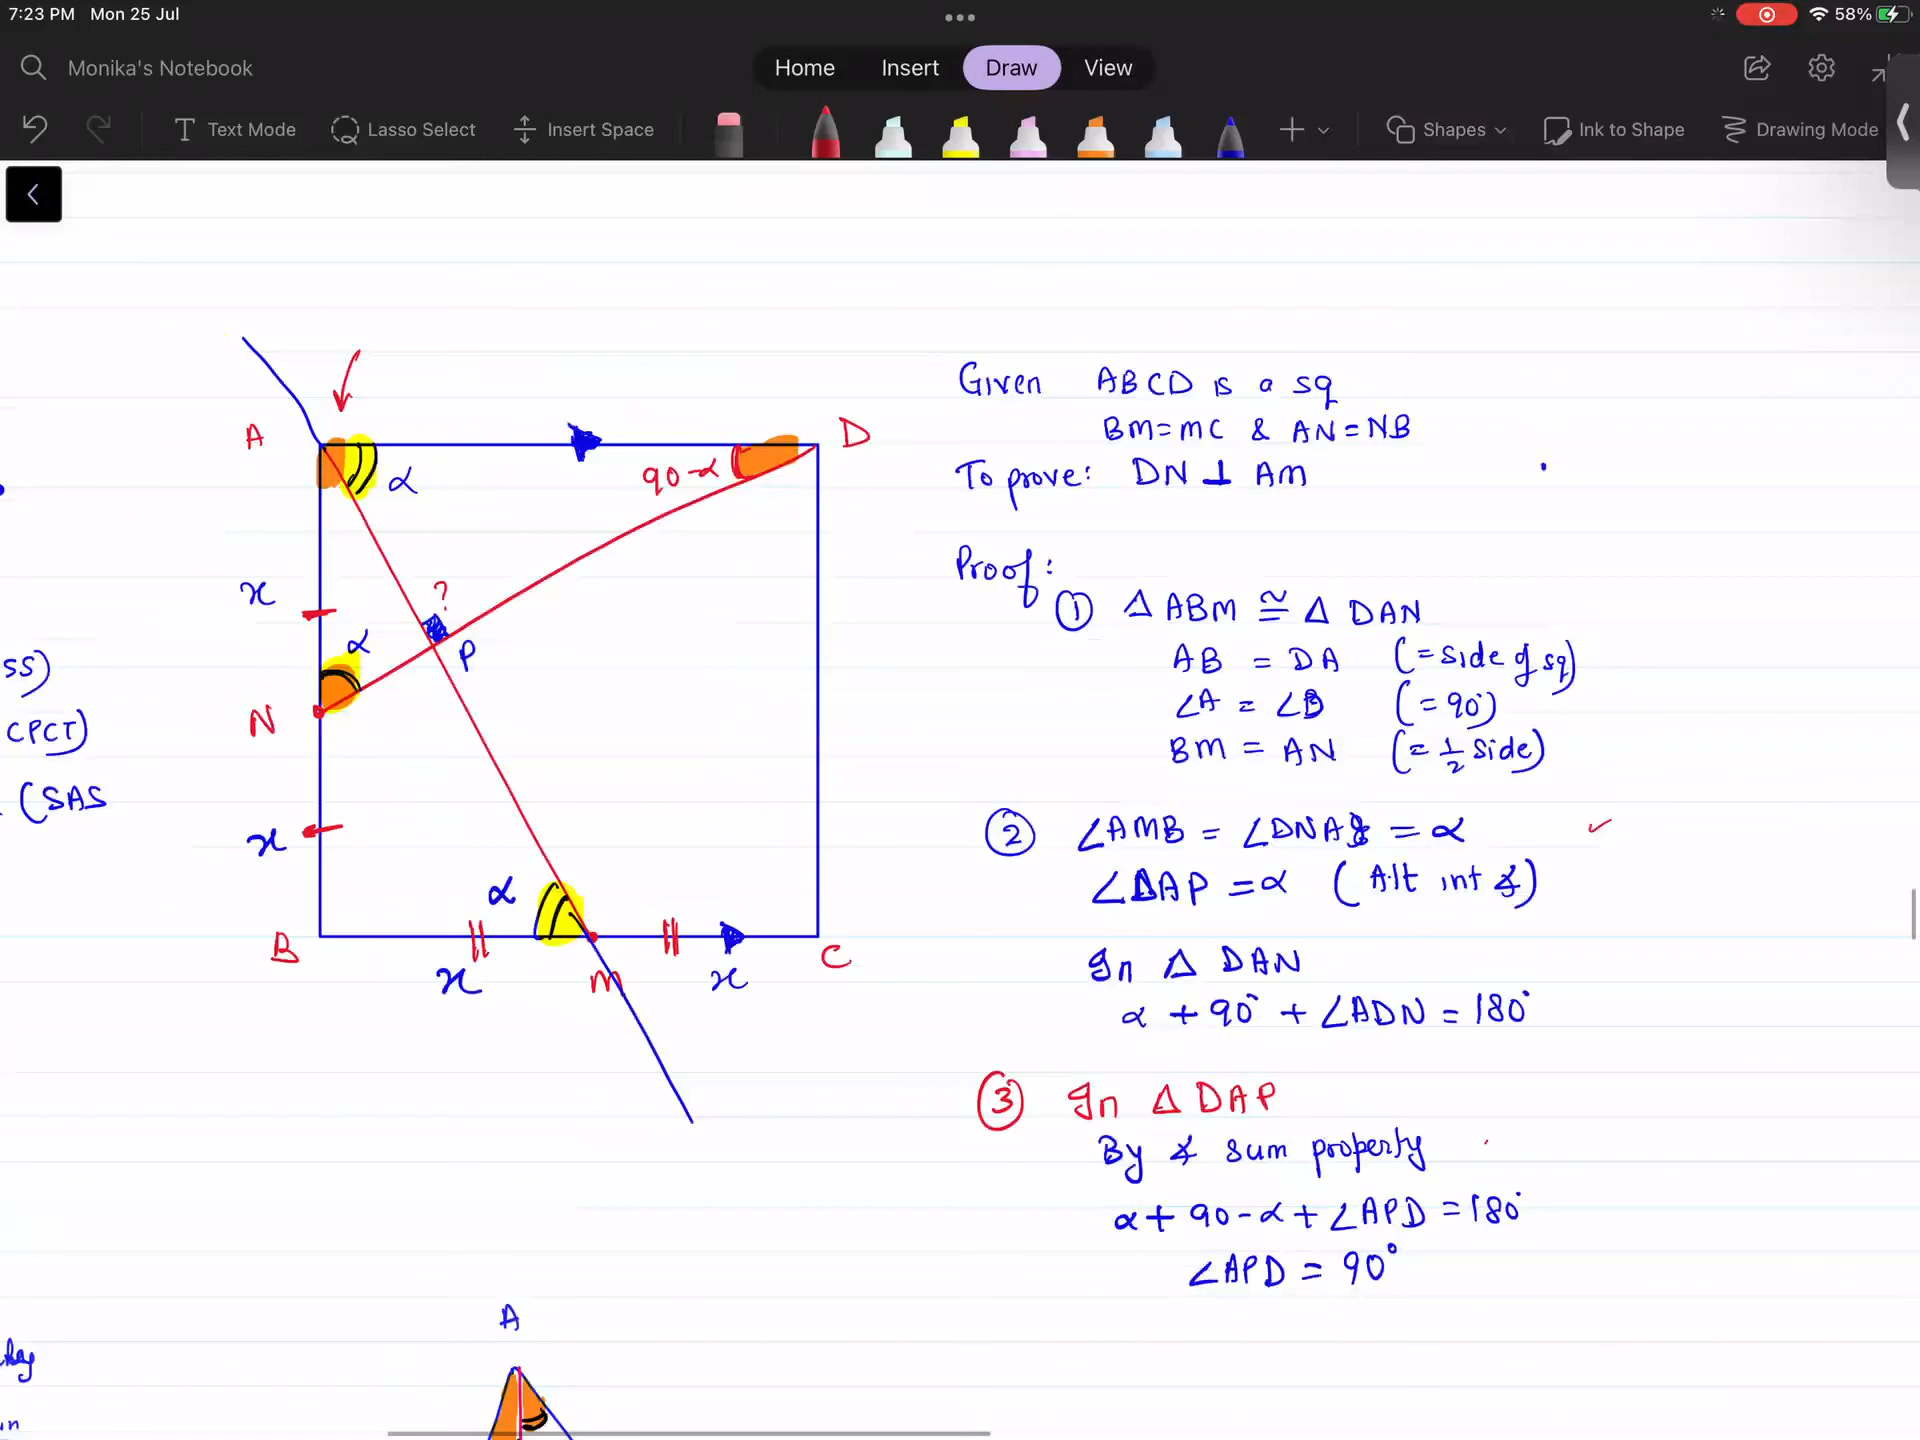 7:23 PM Mon 25 Jul
58%
Monika's Notebook
Home Insert Draw View
Text Mode Lasso Select Insert Space Shapes Ink to Shape Drawing Mode
Given ABCD is a sq
BM=MC & AN=NB
To prove: DN ⊥ AM
Proof:
① Δ ABM ≅ Δ DAN
AB = DA (=side of sq)
∠A = ∠B (= 90°)
BM = AN (= 1/2 side)
② ∠AMB = ∠DNA = α
∠DAP = α (Alt int ∡)
In Δ DAN
α + 90° + ∠ADN = 180°
③ In Δ DAP
By ∡ sum property
α + 90-α + ∠APD = 180°
∠APD = 90°
A
D
α
90-α
x
?
α
P
N
x
α
B
x
M
x
C
SS)
CPCT)
(SAS
A